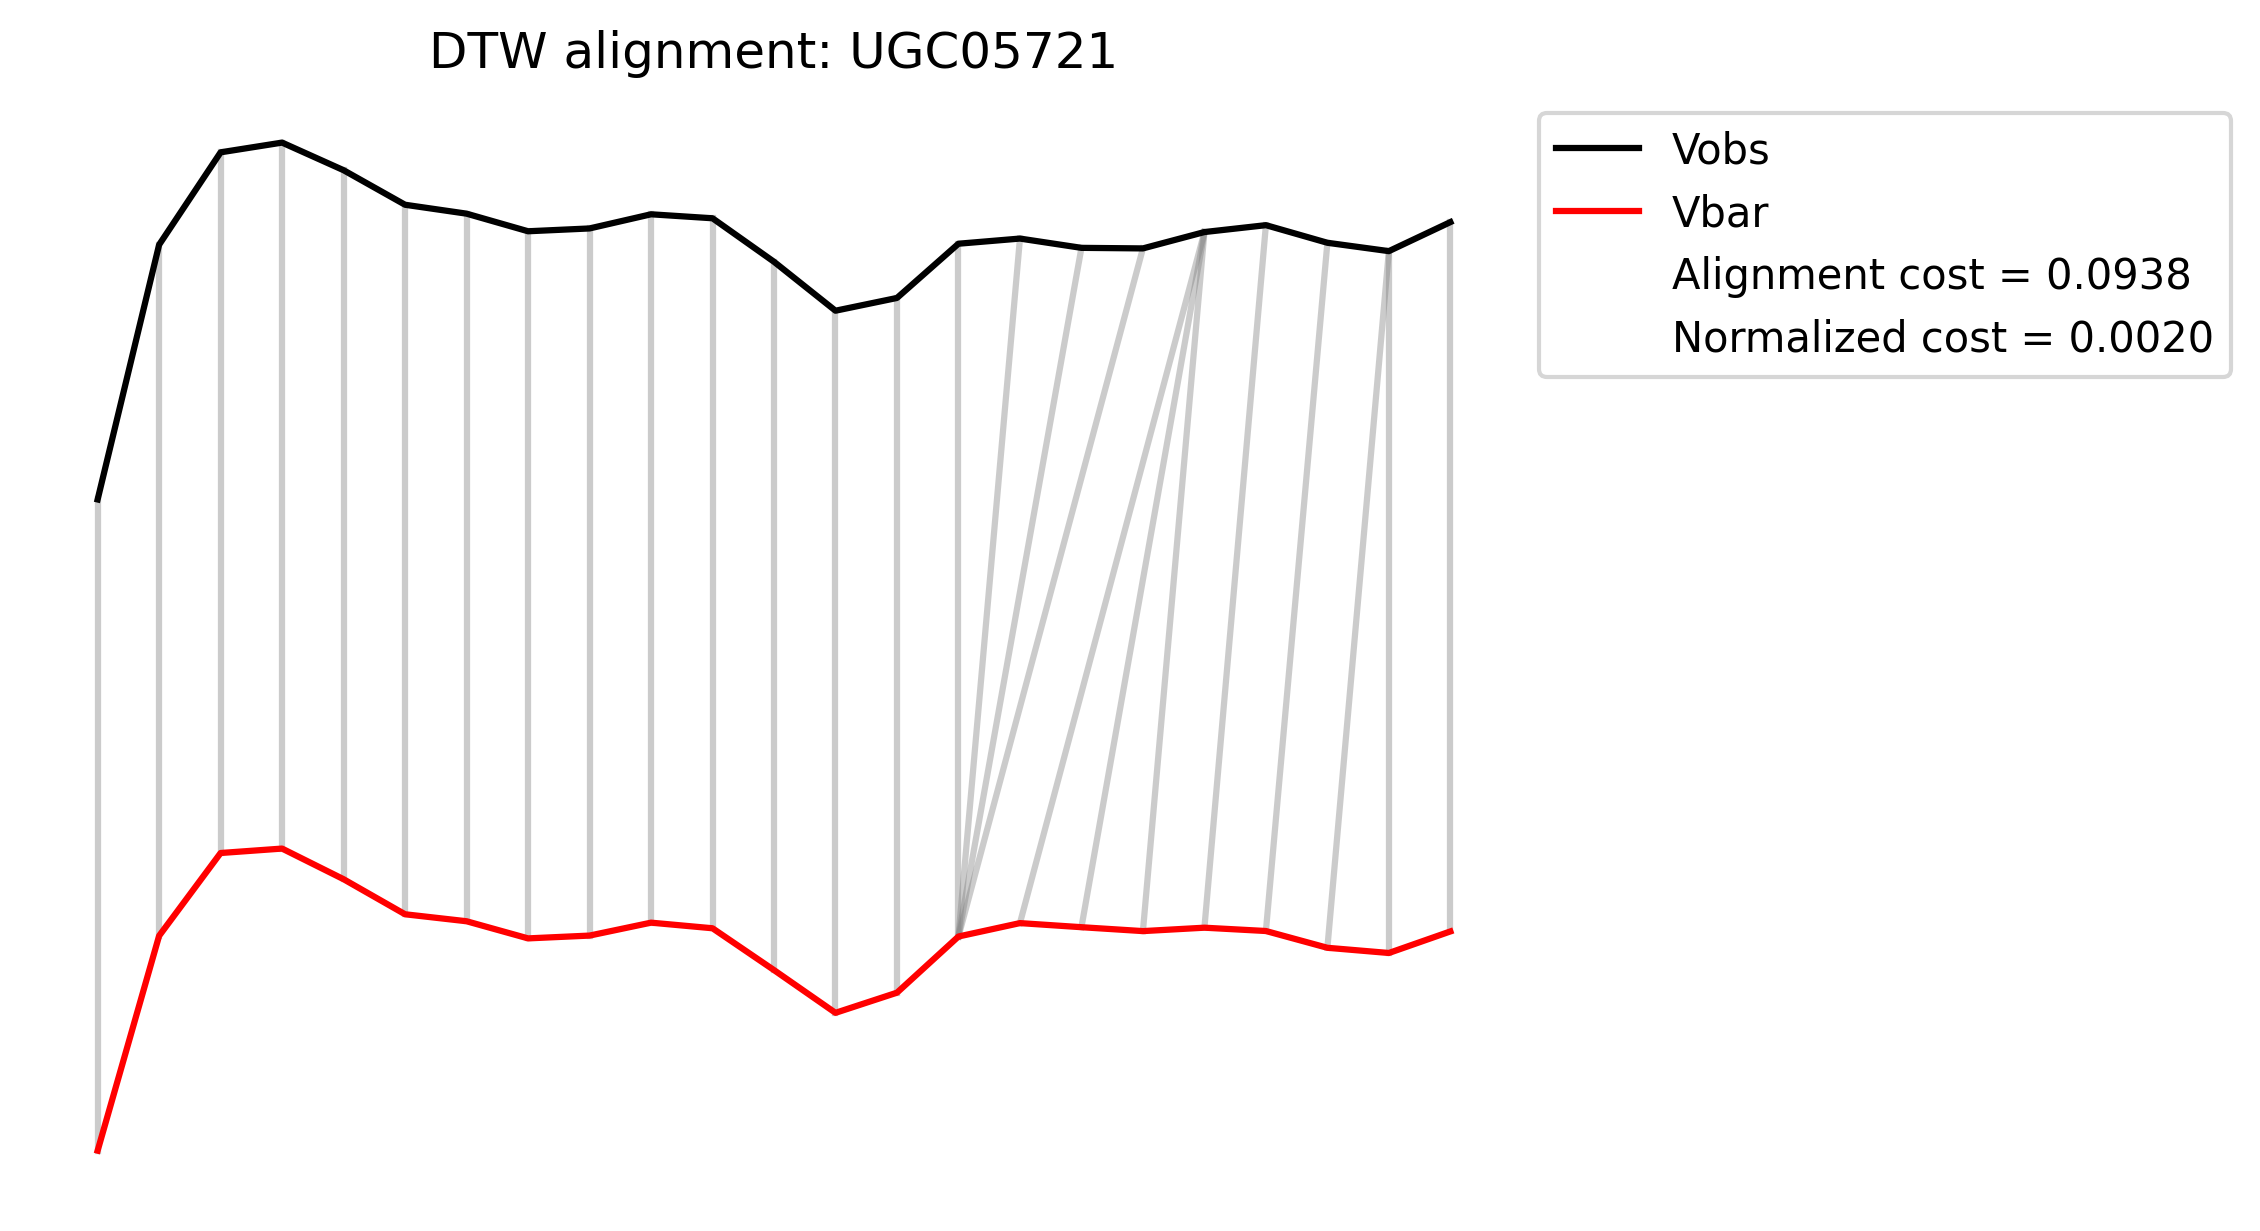 DTW alignment: UGC05721
Vobs
Vbar
Alignment cost = 0.0938
Normalized cost = 0.0020